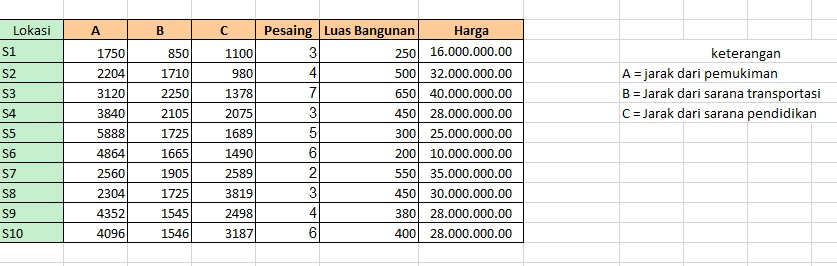 Lokasi A B C Pesaing Luas Bangunan Harga
S1 1750 850 1100 3 250 16.000.000.00 keterangan
S2 2204 1710 980 4 500 32.000.000.00 A = jarak dari pemukiman
S3 3120 2250 1378 7 650 40.000.000.00 B = Jarak dari sarana transportasi
S4 3840 2105 2075 3 450 28.000.000.00 C = Jarak dari sarana pendidikan
S5 5888 1725 1689 5 300 25.000.000.00
S6 4864 1665 1490 6 200 10.000.000.00
S7 2560 1905 2589 2 550 35.000.000.00
S8 2304 1725 3819 3 450 30.000.000.00
S9 4352 1545 2498 4 380 28.000.000.00
S10 4096 1546 3187 6 400 28.000.000.00